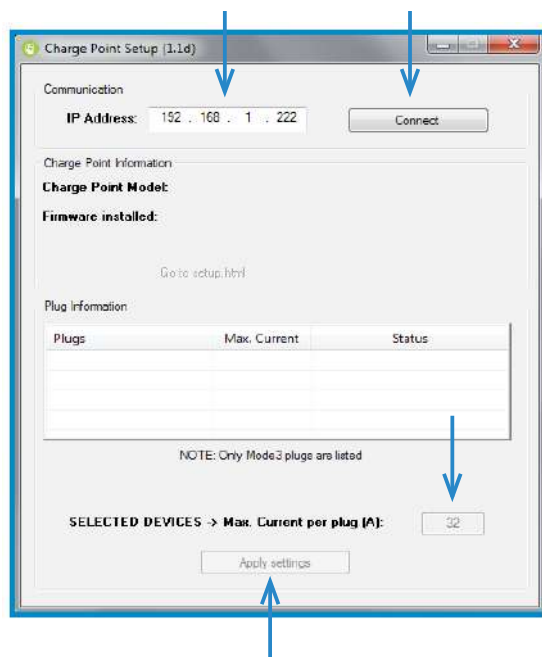 Charge Point Setup (1.1d)
Communication
IP Address: 192 . 168 . 1 . 222 Connect
Charge Point Information
Charge Point Model:
Firmware installed:
Go to setup.html
Plug Information
Plugs Max. Current Status
NOTE: Only Mode3 plugs are listed
SELECTED DEVICES -> Max. Current per plug (A): 32
Apply settings